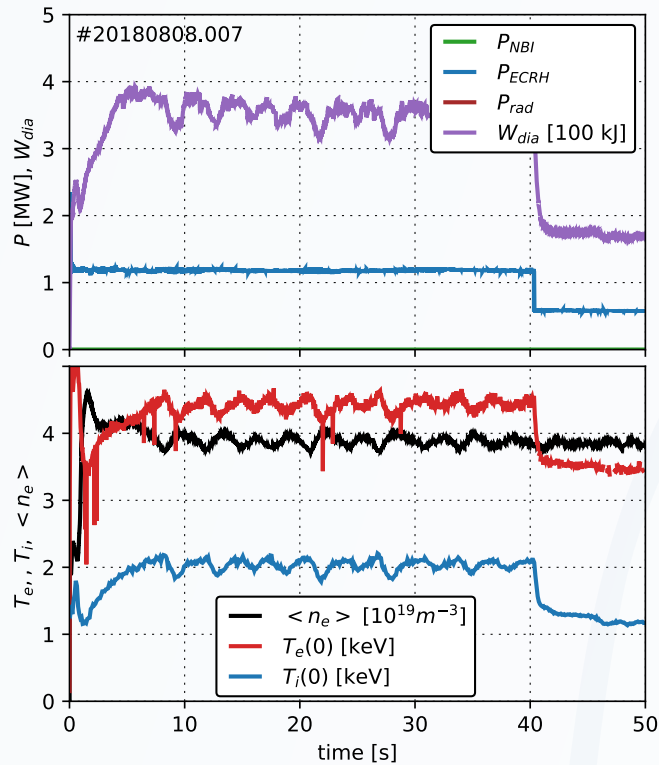 #20180808.007
P_NBI
P_ECRH
P_rad
W_dia [100 kJ]
P [MW], W_dia
5
4
3
2
1
0
T_e, , T_i, < n_e >
4
3
2
1
0
< n_e > [10^19 m^-3]
T_e(0) [keV]
T_i(0) [keV]
0 10 20 30 40 50
time [s]